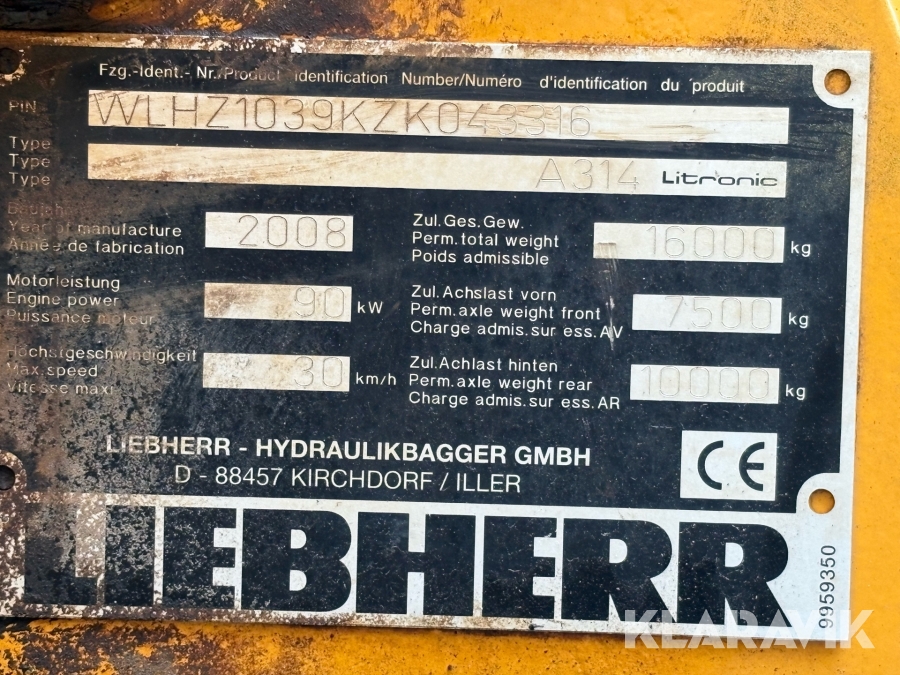 Fzg.-Ident.- Nr./Product identification Number/Numéro d'identification du produit
PIN WLHZ1039KZK043316
Type
Type A314 Litronic
Type
Baujahr
Year of manufacture 2008
Année de fabrication
Zul.Ges.Gew.
Perm.total weight 16000 kg
Poids admissible
Motorleistung
Engine power 90 kW
Puissance moteur
Zul.Achslast vorn
Perm.axle weight front 7500 kg
Charge admis.sur ess.AV
Höchstgeschwindigkeit
Max.speed 30 km/h
Vitesse maxi
Zul.Achlast hinten
Perm.axle weight rear 10000 kg
Charge admis.sur ess.AR
LIEBHERR - HYDRAULIKBAGGER GMBH
D - 88457 KIRCHDORF / ILLER
CE
LIEBHERR
9959350
KLARAVIK